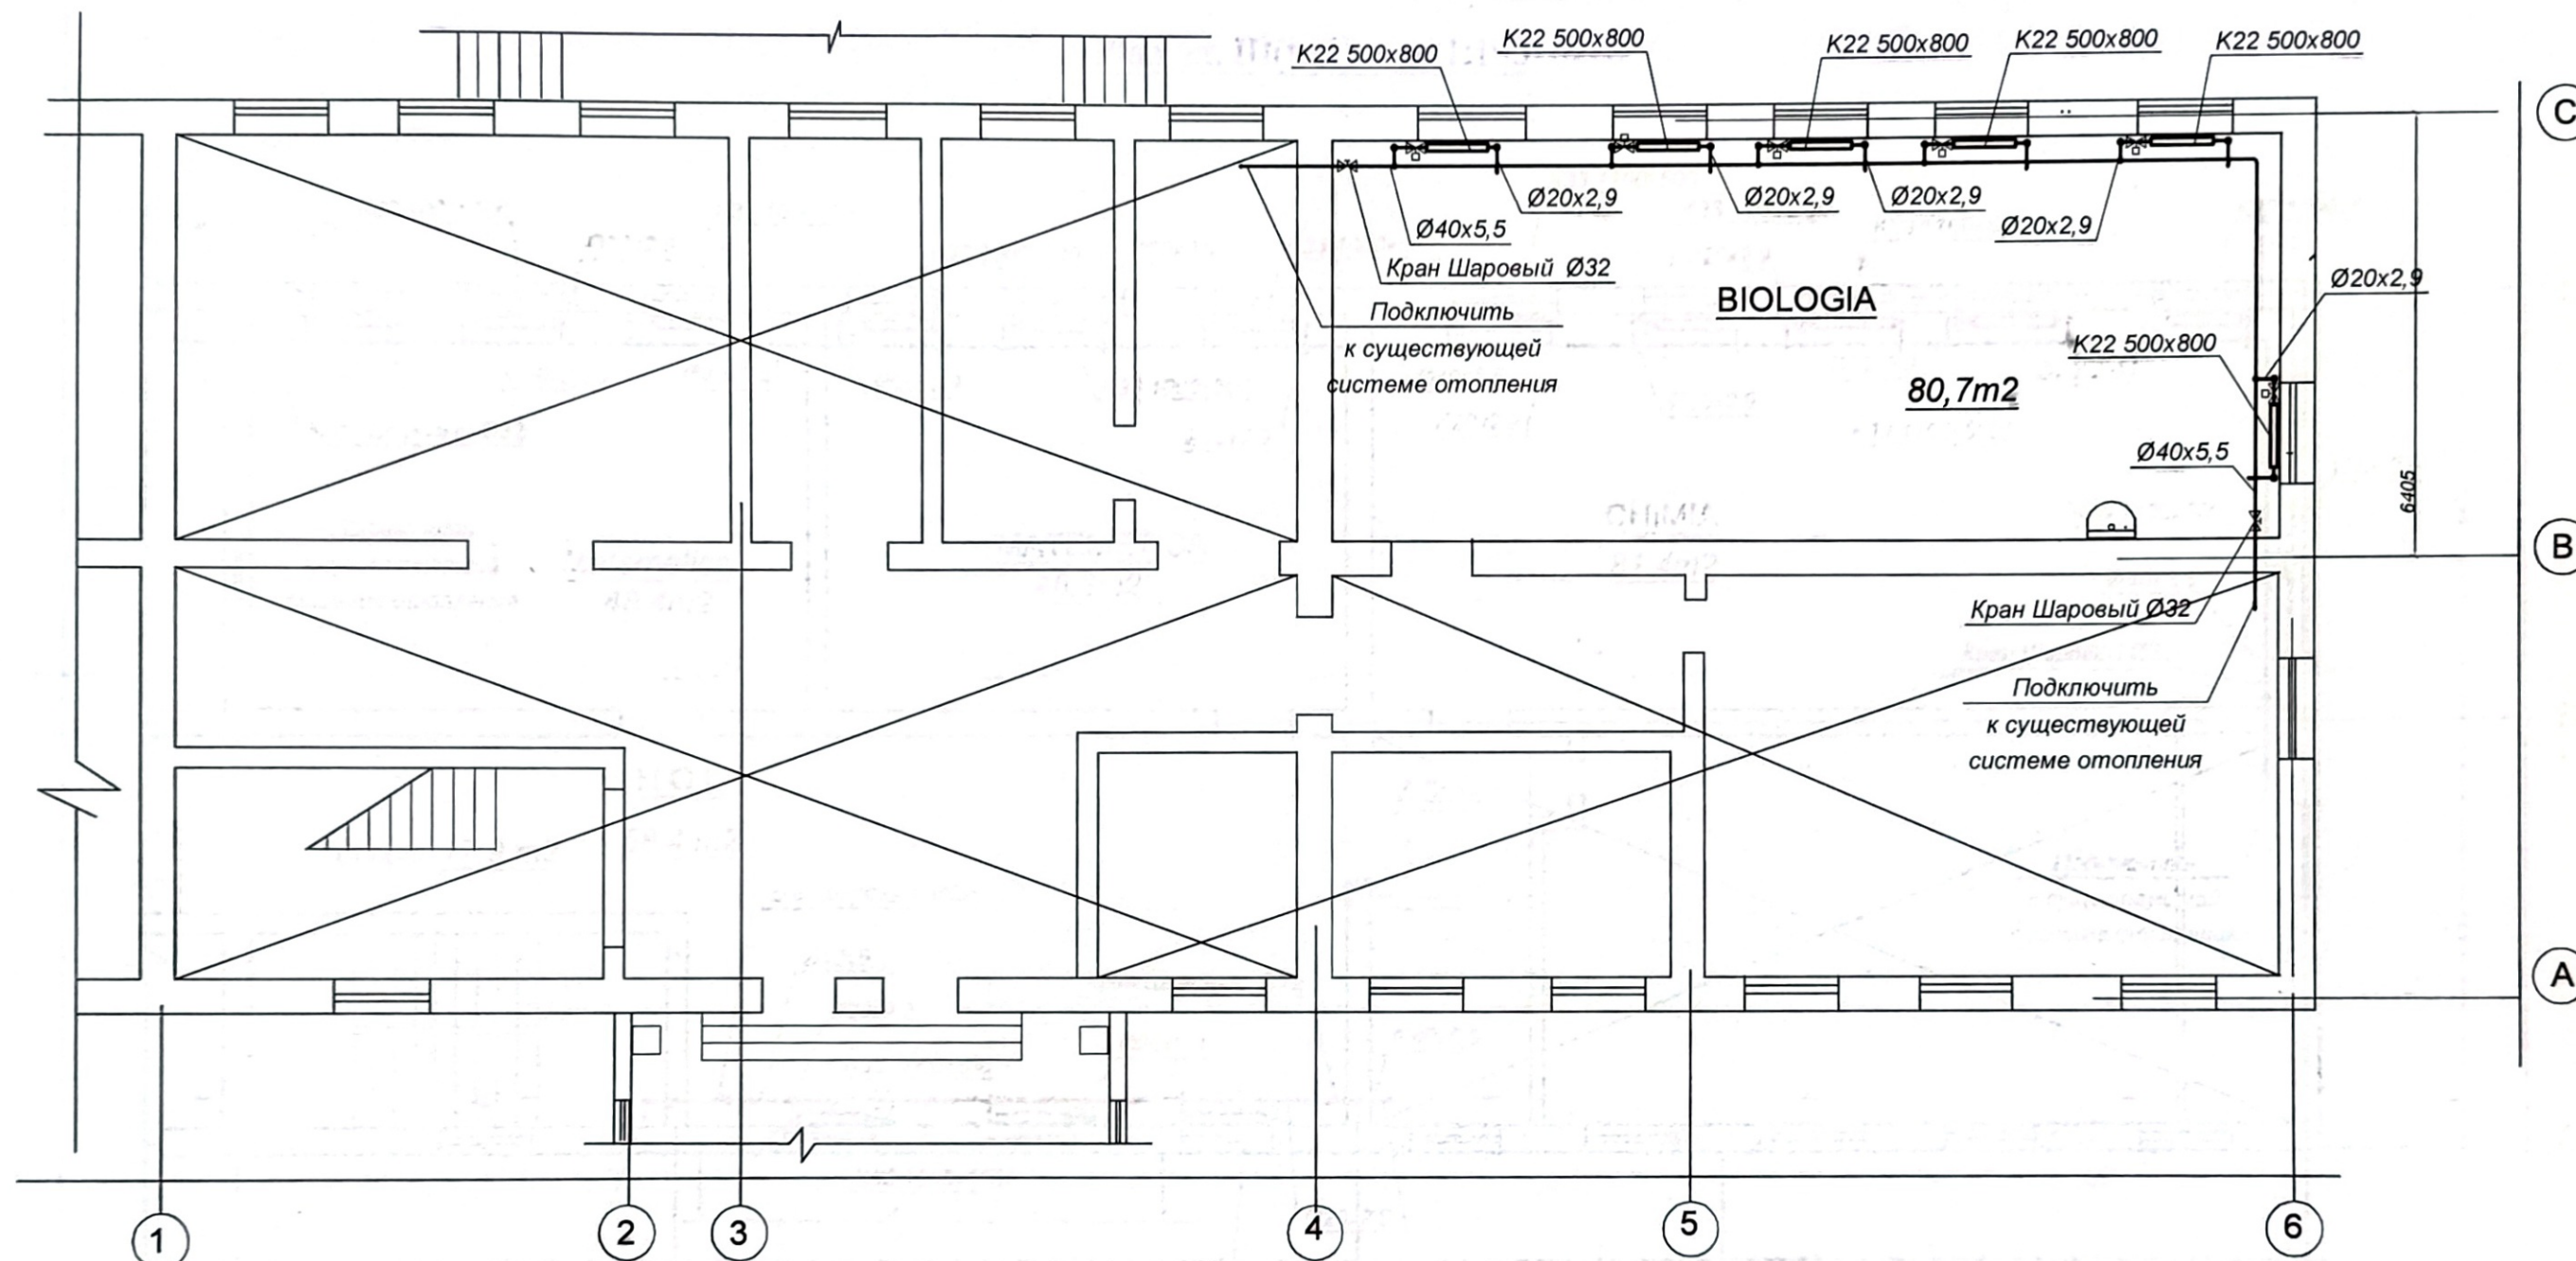 K22 500x800
K22 500x800
K22 500x800
K22 500x800
K22 500x800
C
Ø20x2,9
Ø20x2,9
Ø20x2,9
Ø20x2,9
Ø40x5,5
Кран Шаровый Ø32
Подключить
к существующей
системе отопления
BIOLOGIA
80,7m2
Ø20x2,9
K22 500x800
Ø40x5,5
6405
B
Кран Шаровый Ø32
Подключить
к существующей
системе отопления
A
1
2
3
4
5
6